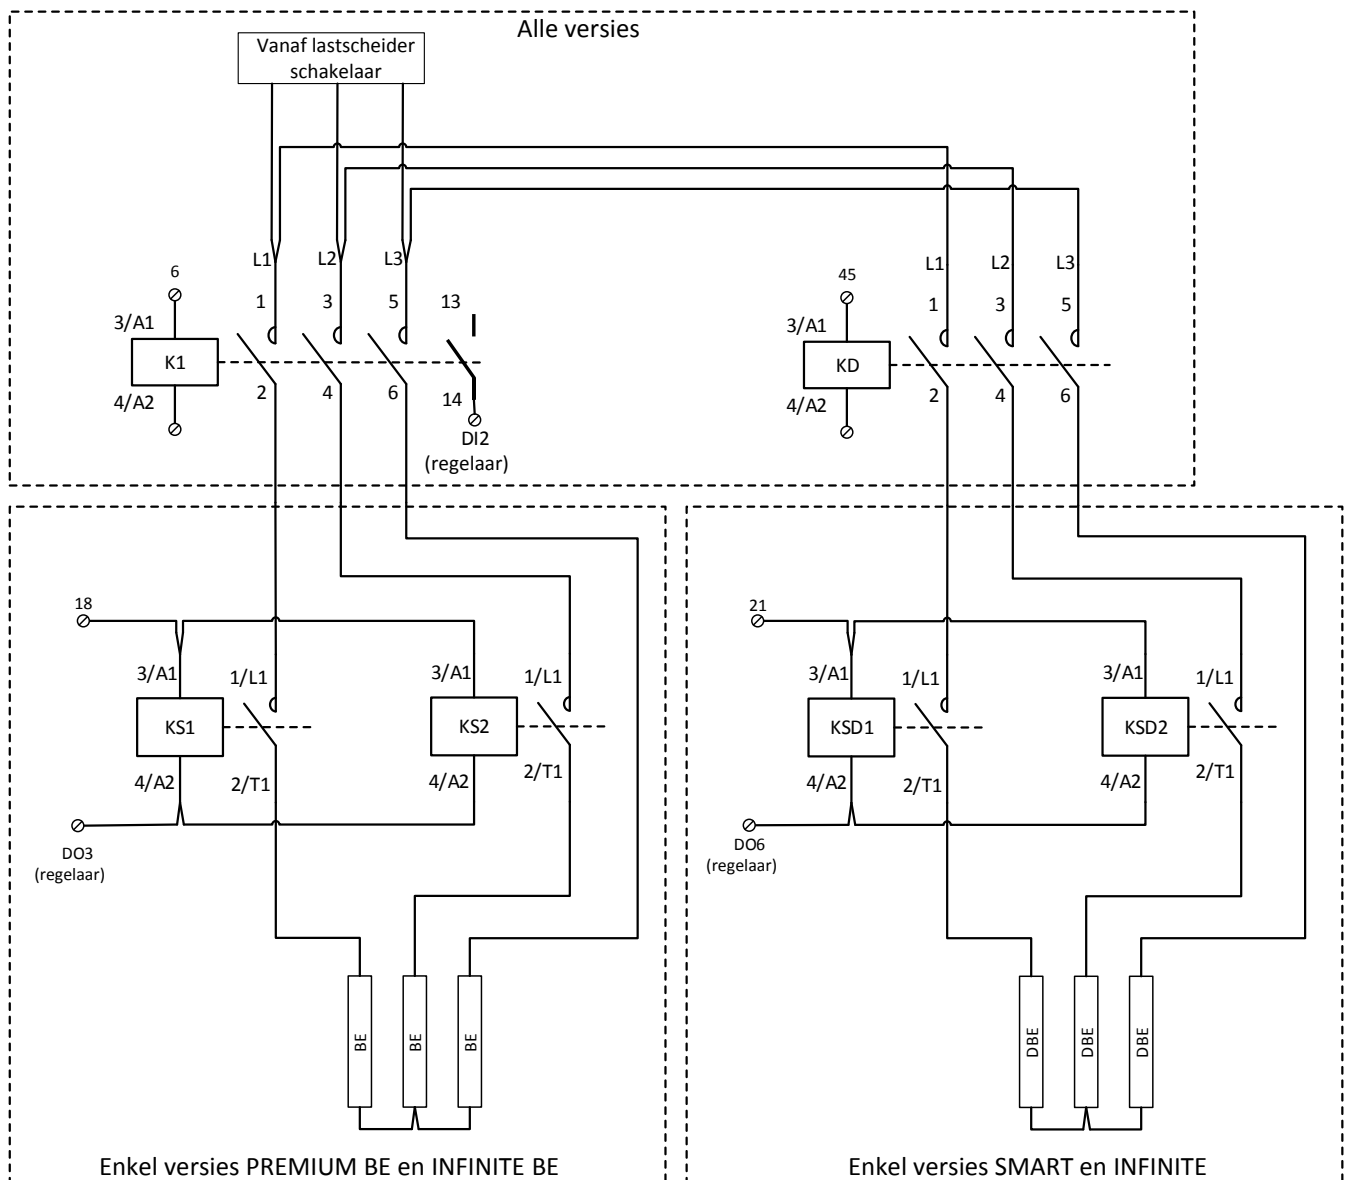 Alle versies
Vanaf lastscheider
schakelaar
L1
L2
L3
6
1
3
5
13
3/A1
K1
4/A2
2
4
6
14
DI2
(regelaar)
L1
L2
L3
45
1
3
5
3/A1
KD
4/A2
2
4
6
18
3/A1
1/L1
3/A1
1/L1
KS1
KS2
4/A2
2/T1
4/A2
2/T1
DO3
(regelaar)
BE
BE
BE
Enkel versies PREMIUM BE en INFINITE BE
21
3/A1
1/L1
3/A1
1/L1
KSD1
KSD2
4/A2
2/T1
4/A2
2/T1
DO6
(regelaar)
DBE
DBE
DBE
Enkel versies SMART en INFINITE